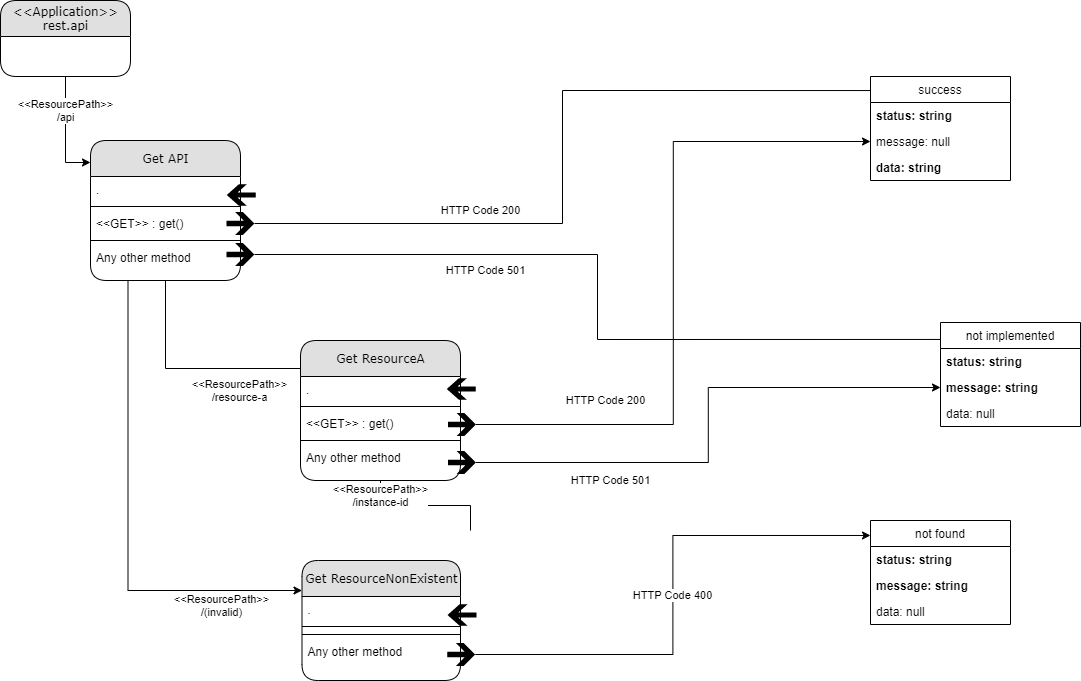 <<Application>>
rest.api
<<ResourcePath>>
/api
success
status: string
message: null
data: string
Get API
.
<<GET>> : get()
HTTP Code 200
Any other method
HTTP Code 501
not implemented
status: string
message: string
data: null
Get ResourceA
<<ResourcePath>>
/resource-a
.
<<GET>> : get()
HTTP Code 200
Any other method
HTTP Code 501
<<ResourcePath>>
/instance-id
not found
status: string
message: string
data: null
Get ResourceNonExistent
<<ResourcePath>>
/(invalid)
.
HTTP Code 400
Any other method